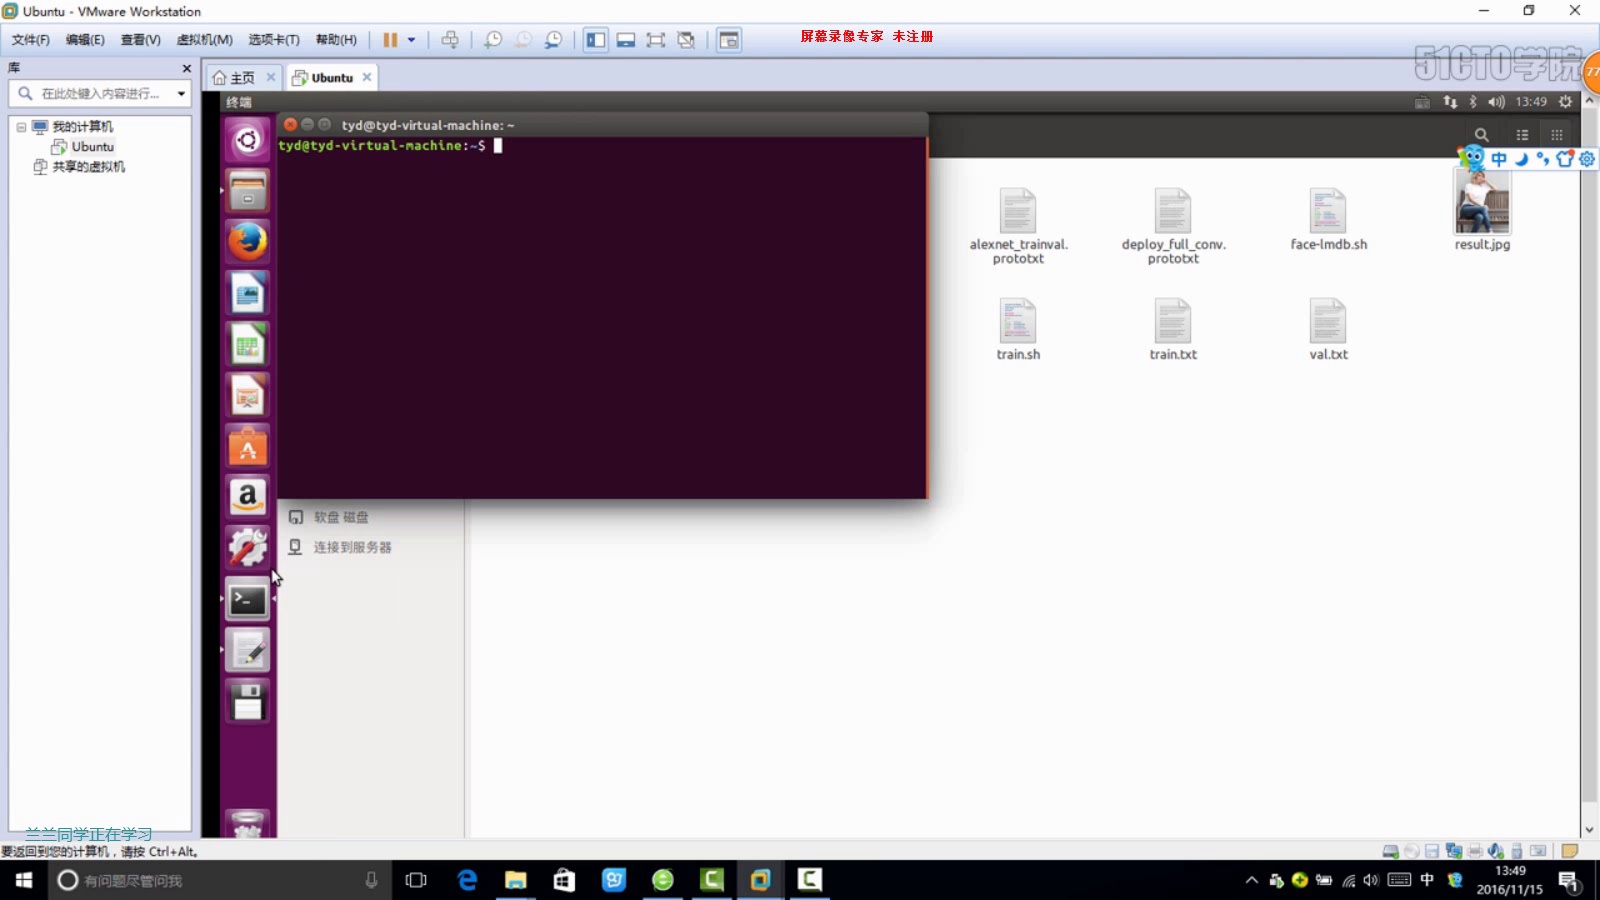 Ubuntu - VMware Workstation
文件(F) 编辑(E) 查看(V) 虚拟机(M) 选项卡(T) 帮助(H)
屏幕录像专家 未注册
51CTO学院
77
库
主页
Ubuntu
在此处键入内容进行...
我的计算机
Ubuntu
共享的虚拟机
终端
13:49
tyd@tyd-virtual-machine: ~
tyd@tyd-virtual-machine:~$
中
alexnet_trainval.
prototxt
deploy_full_conv.
prototxt
face-lmdb.sh
result.jpg
train.sh
train.txt
val.txt
软盘 磁盘
连接到服务器
兰兰同学正在学习
要返回到您的计算机，请按 Ctrl+Alt。
有问题尽管问我
中
13:49
2016/11/15
1